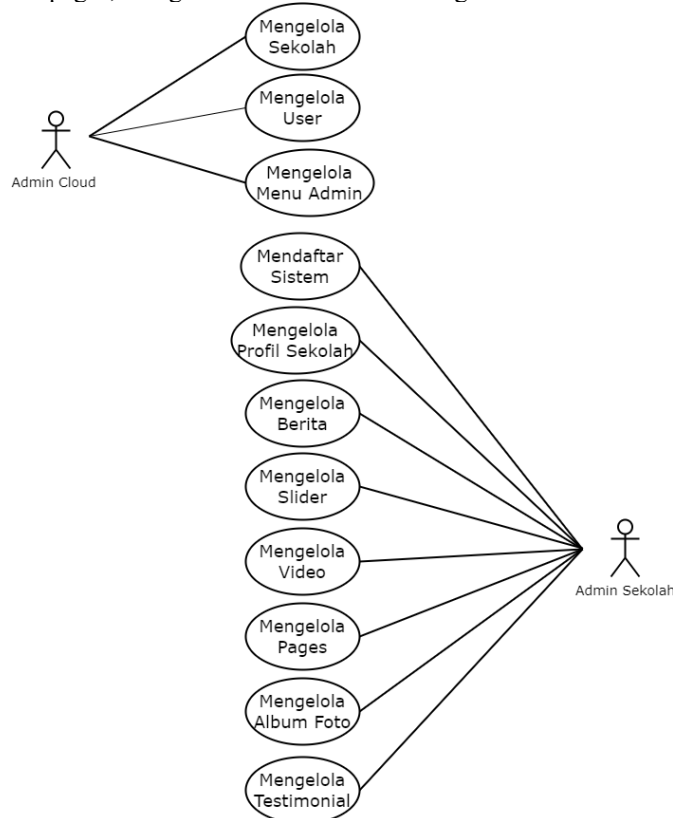 Mengelola
Sekolah
Mengelola
User
Admin Cloud
Mengelola
Menu Admin
Mendaftar
Sistem
Mengelola
Profil Sekolah
Mengelola
Berita
Mengelola
Slider
Mengelola
Video
Admin Sekolah
Mengelola
Pages
Mengelola
Album Foto
Mengelola
Testimonial